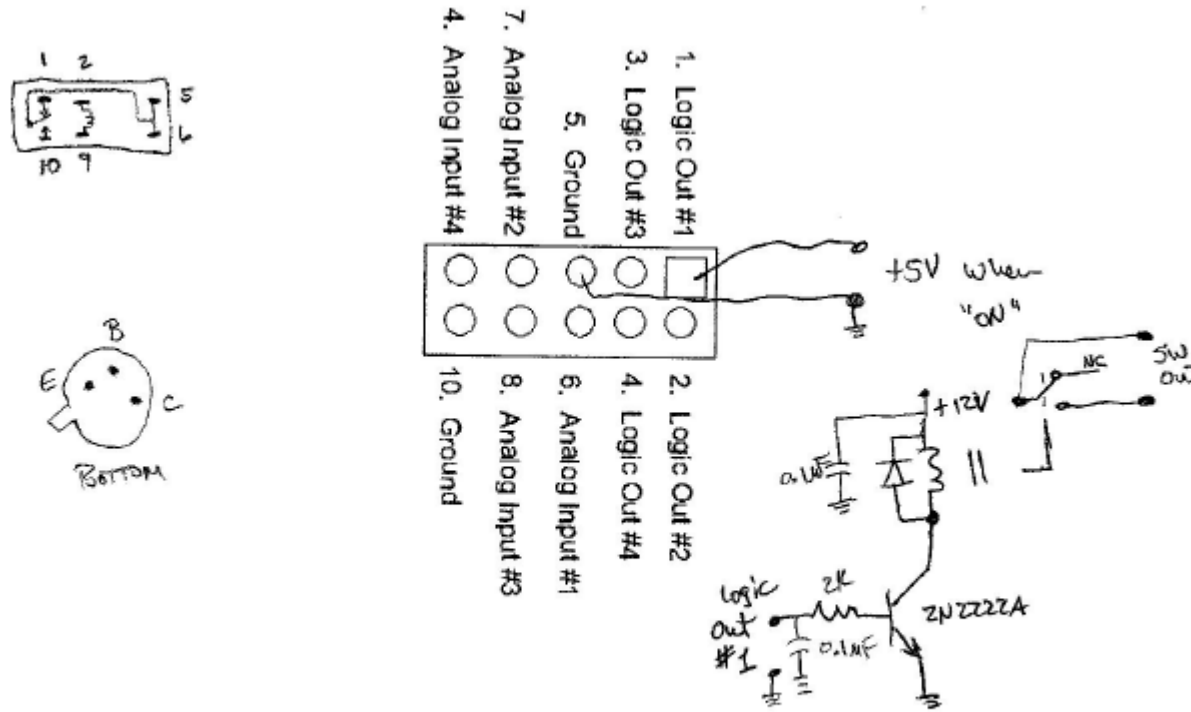 1 2
5
6
10 9
E B C
BOTTOM
4. Analog Input #4
7. Analog Input #2
5. Ground
3. Logic Out #3
1. Logic Out #1
10. Ground
8. Analog Input #3
6. Analog Input #1
4. Logic Out #4
2. Logic Out #2
+5V when
"ON"
+12V
NC
SW
OUT
0.1µF
logic
out
#1
2K
0.1µF
2N2222A